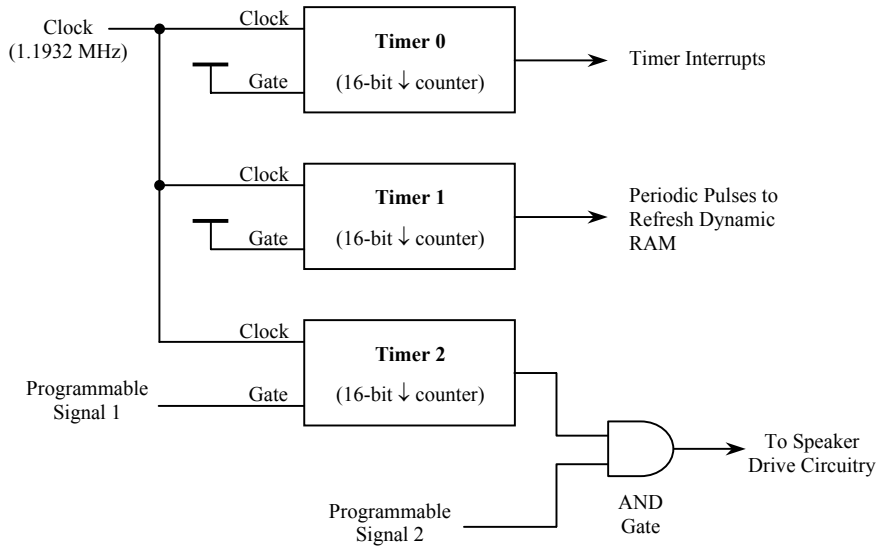 Clock
(1.1932 MHz)
Clock
Gate
Timer 0
(16-bit ↓ counter)
Timer Interrupts
Clock
Gate
Timer 1
(16-bit ↓ counter)
Periodic Pulses to
Refresh Dynamic
RAM
Clock
Gate
Timer 2
(16-bit ↓ counter)
Programmable
Signal 1
To Speaker
Drive Circuitry
Programmable
Signal 2
AND
Gate